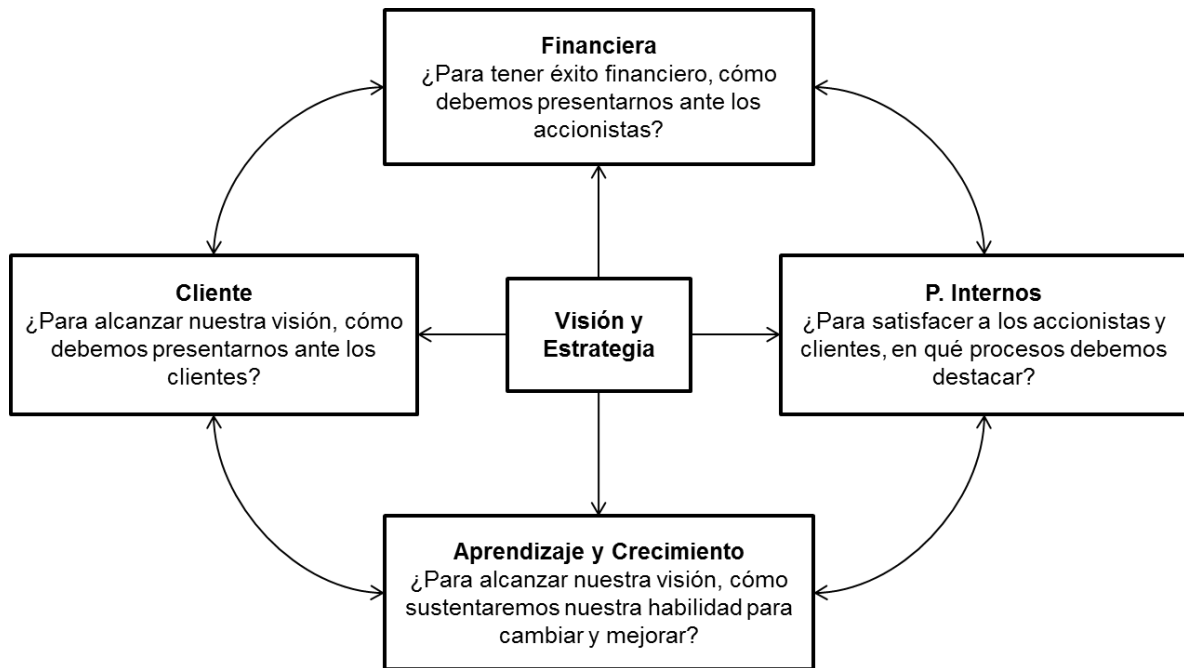 Financiera
¿Para tener éxito financiero, cómo
debemos presentarnos ante los
accionistas?
Cliente
¿Para alcanzar nuestra visión, cómo
debemos presentarnos ante los
clientes?
Visión y
Estrategia
P. Internos
¿Para satisfacer a los accionistas y
clientes, en qué procesos debemos
destacar?
Aprendizaje y Crecimiento
¿Para alcanzar nuestra visión, cómo
sustentaremos nuestra habilidad para
cambiar y mejorar?